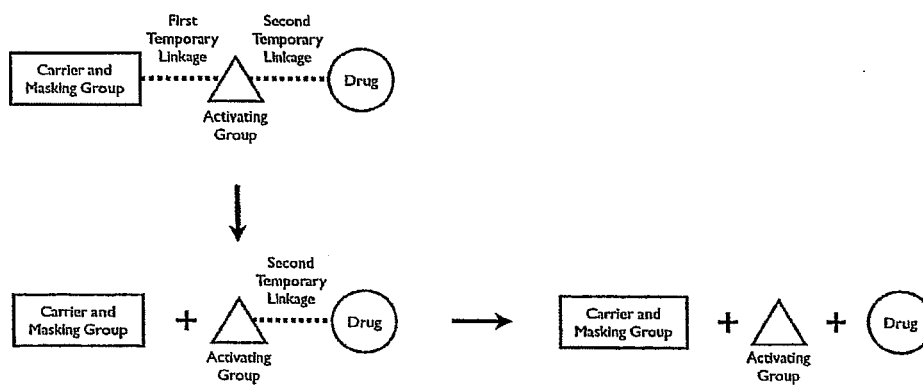 First
Temporary
Linkage
Second
Temporary
Linkage
Carrier and
Masking Group
Drug
Activating
Group
Second
Temporary
Linkage
Carrier and
Masking Group
+
Drug
Activating
Group
Carrier and
Masking Group
+
+
Drug
Activating
Group